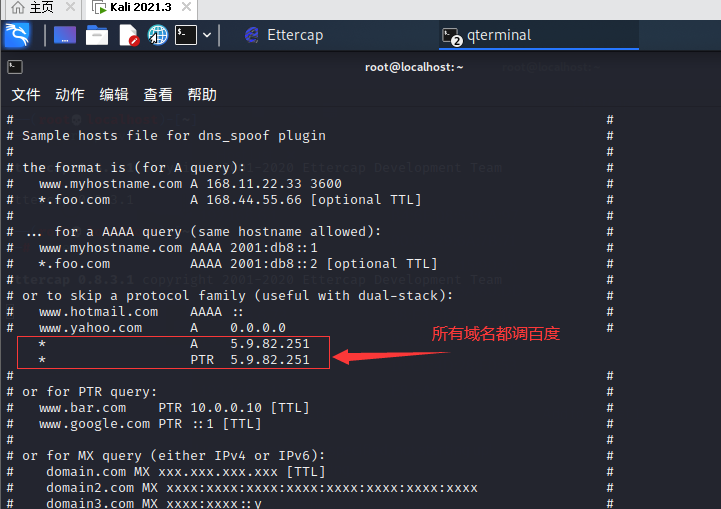 主页 × Kali 2021.3 ×
Ettercap 2 qterminal
root@localhost:~
文件 动作 编辑 查看 帮助
# #
# Sample hosts file for dns_spoof plugin #
# #
# the format is (for A query): #
# www.myhostname.com A 168.11.22.33 3600 #
# *.foo.com A 168.44.55.66 [optional TTL] #
# #
# ... for a AAAA query (same hostname allowed): #
# www.myhostname.com AAAA 2001:db8::1 #
# *.foo.com AAAA 2001:db8::2 [optional TTL] #
# #
# or to skip a protocol family (useful with dual-stack): #
# www.hotmail.com AAAA :: #
# www.yahoo.com A 0.0.0.0 #
* A 5.9.82.251
* PTR 5.9.82.251
所有域名都调百度
# #
# or for PTR query: #
# www.bar.com PTR 10.0.0.10 [TTL] #
# www.google.com PTR ::1 [TTL] #
# #
# or for MX query (either IPv4 or IPv6): #
# domain.com MX xxx.xxx.xxx.xxx [TTL] #
# domain2.com MX xxxx:xxxx:xxxx:xxxx:xxxx:xxxx:xxxx:xxxx #
# domain3.com MX xxxx:xxxx::y #